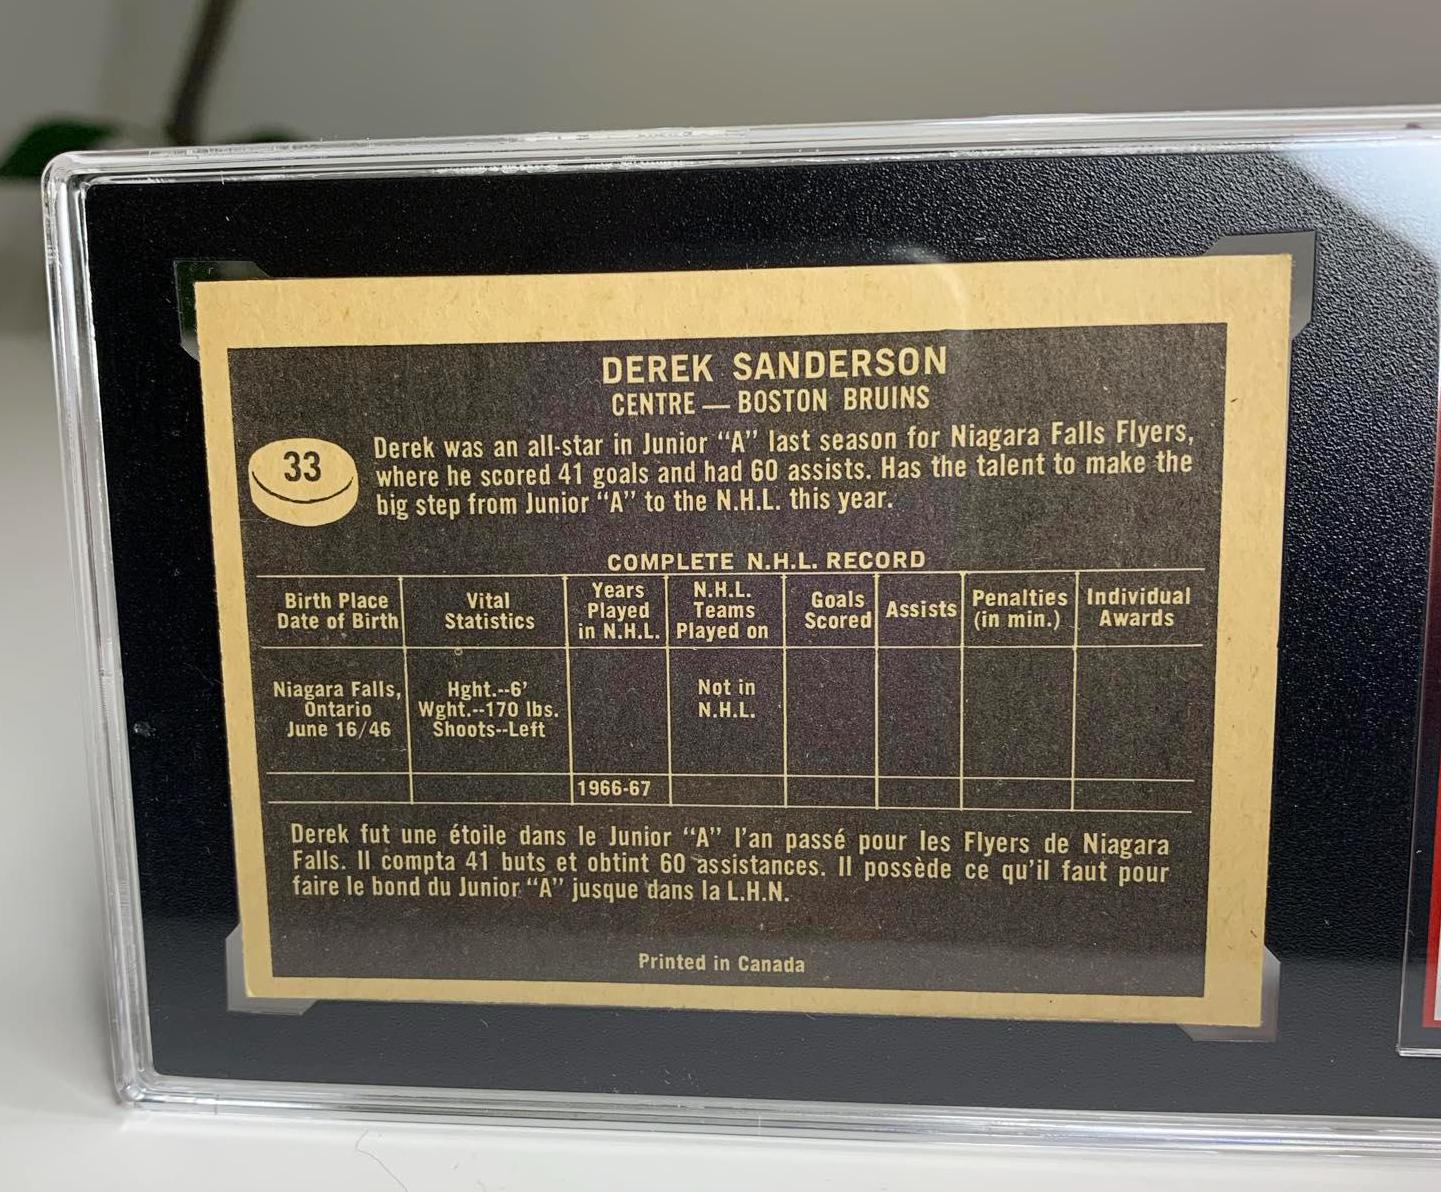 DEREK SANDERSON
CENTRE — BOSTON BRUINS
33
Derek was an all-star in Junior “A” last season for Niagara Falls Flyers,
where he scored 41 goals and had 60 assists. Has the talent to make the
big step from Junior “A” to the N.H.L. this year.
COMPLETE N.H.L. RECORD
Birth Place
Date of Birth
Vital
Statistics
Years
Played
in N.H.L.
N.H.L.
Teams
Played on
Goals
Scored
Assists
Penalties
(in min.)
Individual
Awards
Niagara Falls,
Ontario
June 16/46
Hght.--6'
Wght.--170 lbs.
Shoots--Left
Not in
N.H.L.
1966-67
Derek fut une étoile dans le Junior “A” l'an passé pour les Flyers de Niagara
Falls. Il compta 41 buts et obtint 60 assistances. Il possède ce qu'il faut pour
faire le bond du Junior “A” jusque dans la L.H.N.
Printed in Canada